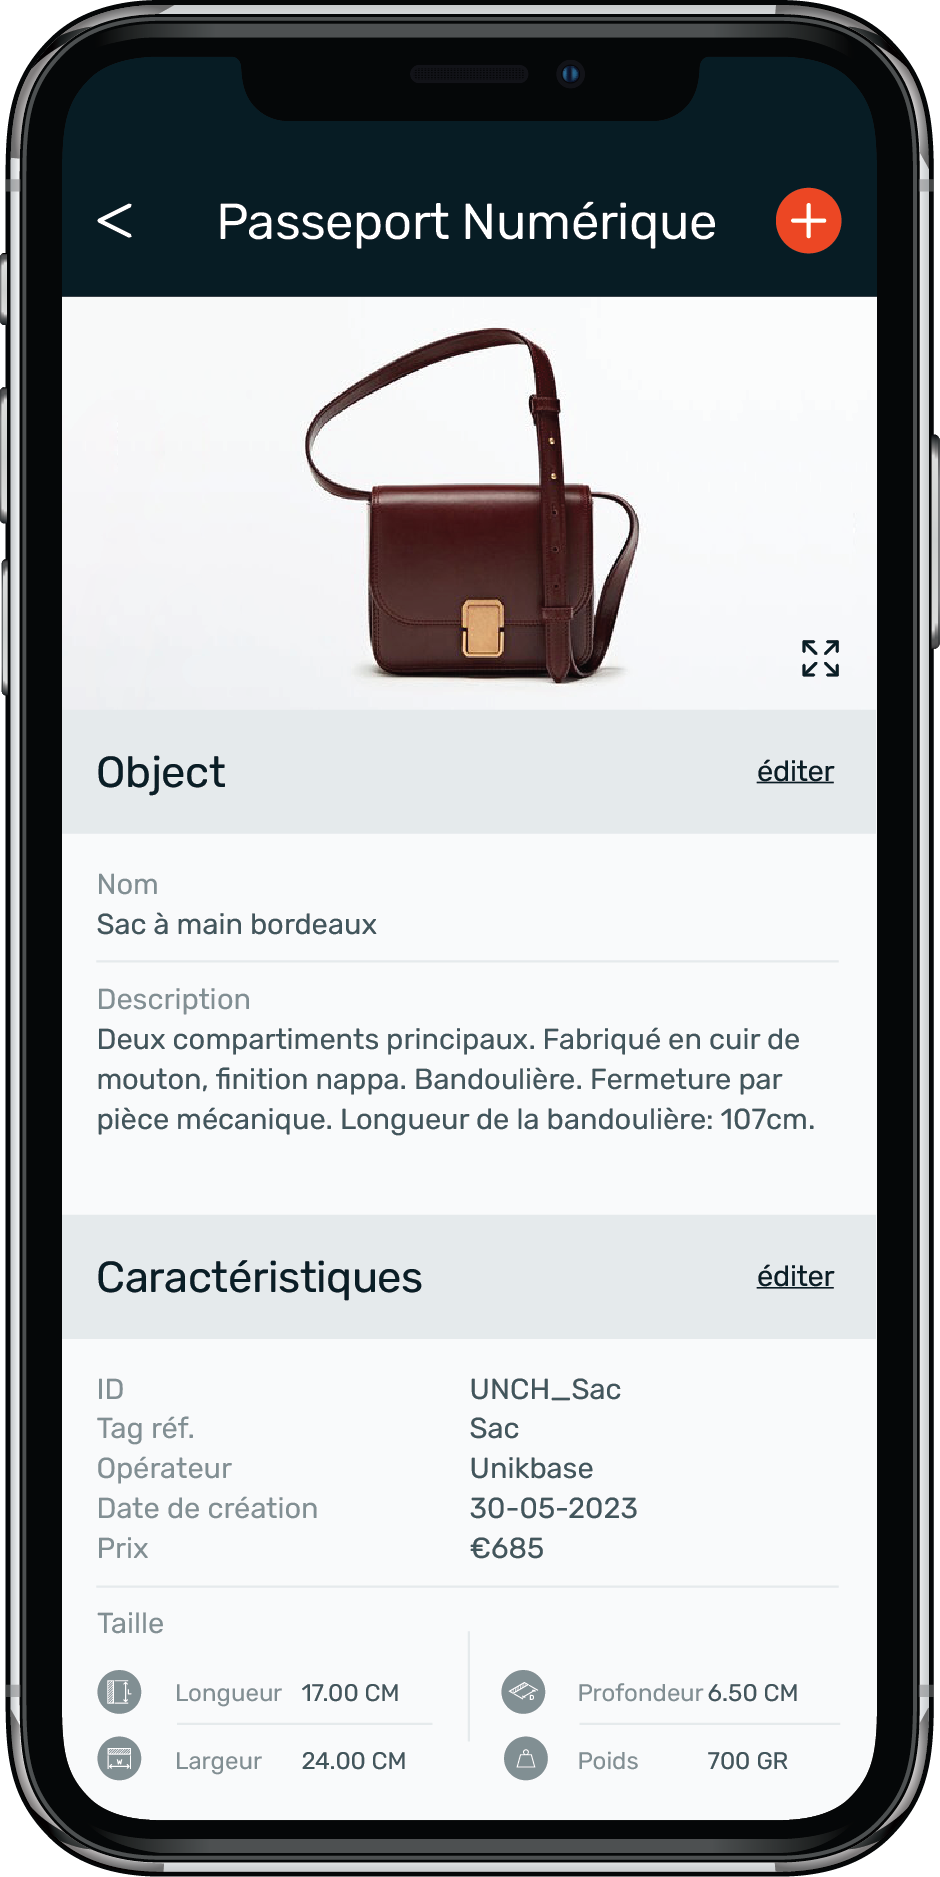 < Passeport Numérique +
Object éditer
Nom
Sac à main bordeaux
Description
Deux compartiments principaux. Fabriqué en cuir de
mouton, finition nappa. Bandoulière. Fermeture par
pièce mécanique. Longueur de la bandoulière: 107cm.
Caractéristiques éditer
ID UNCH_Sac
Tag réf. Sac
Opérateur Unikbase
Date de création 30-05-2023
Prix €685
Taille
L Longueur 17.00 CM D Profondeur 6.50 CM
W Largeur 24.00 CM Poids 700 GR